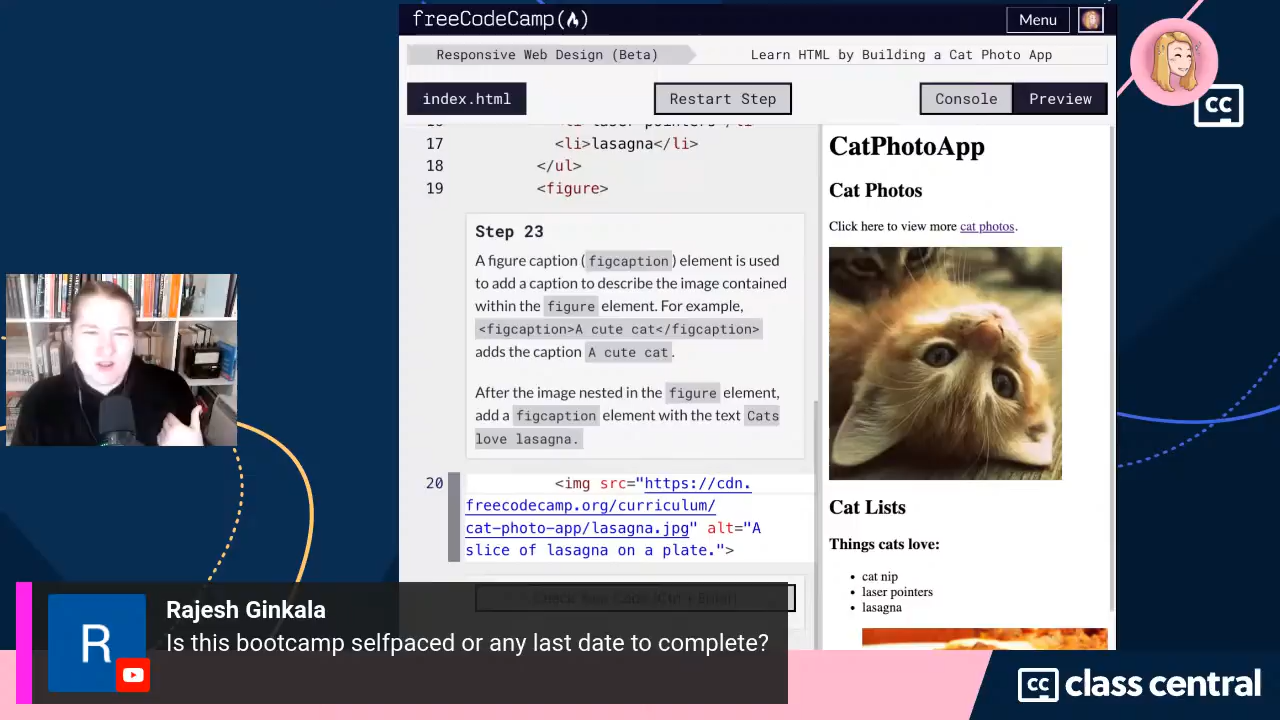 freeCodeCamp(🔥)
Menu
Responsive Web Design (Beta)
Learn HTML by Building a Cat Photo App
index.html
Restart Step
Console
Preview
17 <li>lasagna</li>
18 </ul>
19 <figure>
Step 23
A figure caption ( figcaption ) element is used
to add a caption to describe the image contained
within the figure element. For example,
<figcaption>A cute cat</figcaption>
adds the caption A cute cat.
After the image nested in the figure element,
add a figcaption element with the text Cats
love lasagna.
20 <img src="https://cdn.
freecodecamp.org/curriculum/
cat-photo-app/lasagna.jpg" alt="A
slice of lasagna on a plate.">
CatPhotoApp
Cat Photos
Click here to view more cat photos.
Cat Lists
Things cats love:
• cat nip
• laser pointers
• lasagna
cc
R
Rajesh Ginkala
Is this bootcamp selfpaced or any last date to complete?
cc class central